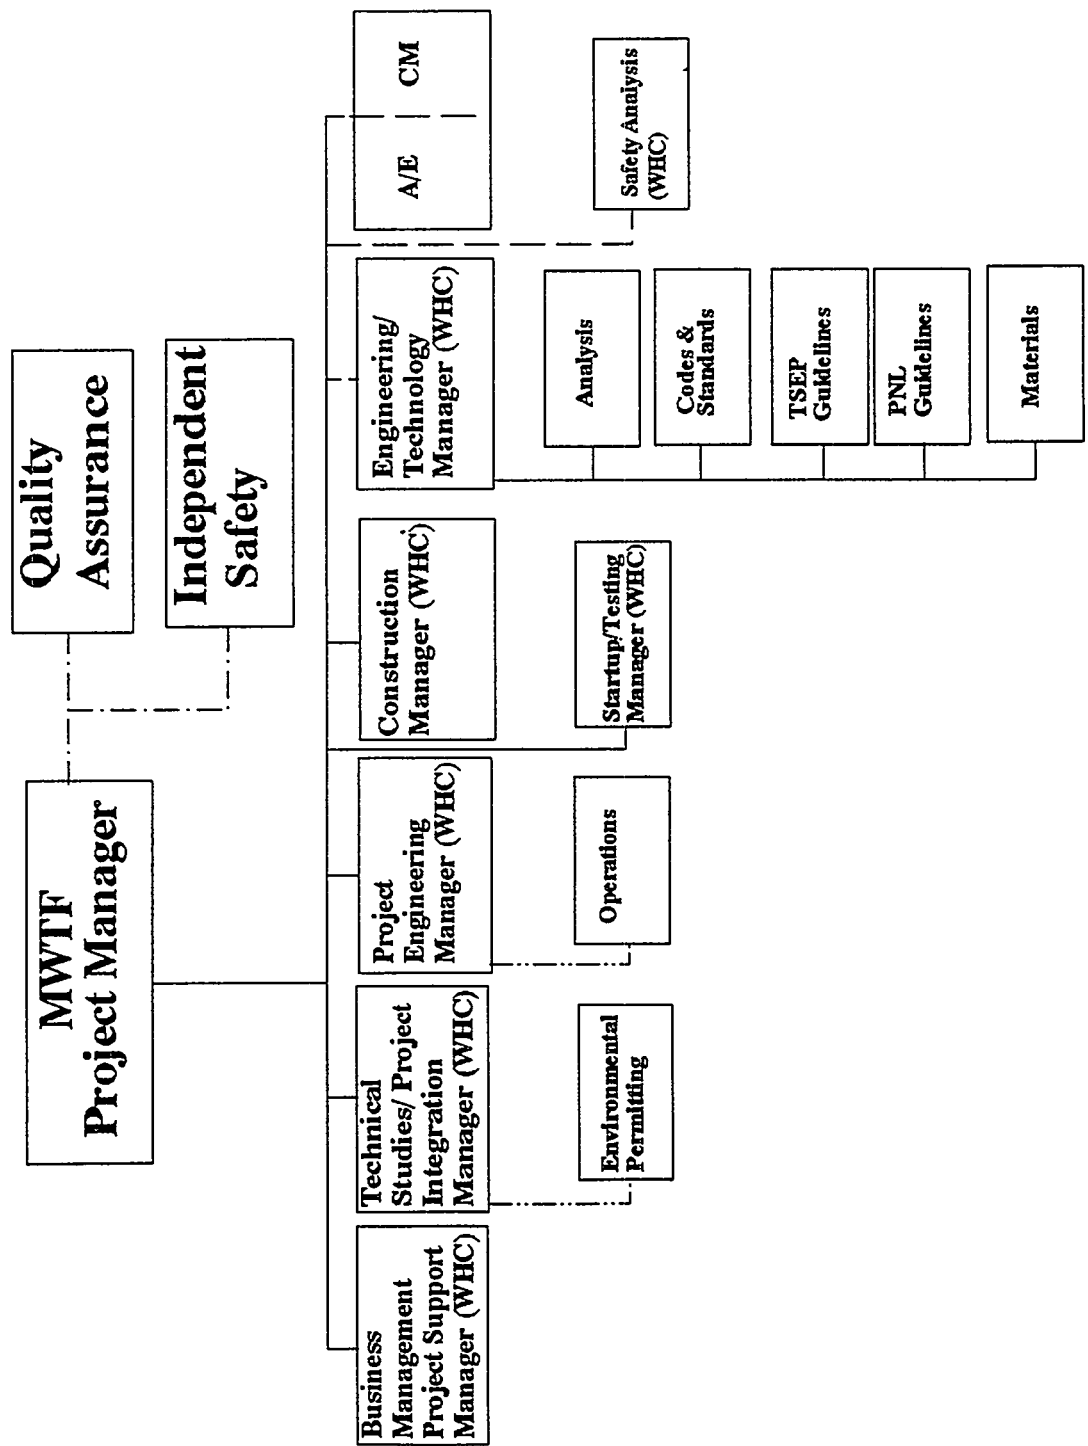 MWTF
Project Manager
Quality
Assurance
Independent
Safety
Business
Management
Project Support
Manager (WHC)
Technical
Studies/ Project
Integration
Manager (WHC)
Project
Engineering
Manager (WHC)
Construction
Manager (WHC)
Engineering/
Technology
Manager (WHC)
A/E
CM
Environmental
Permitting
Operations
Startup/Testing
Manager (WHC)
Analysis
Codes &
Standards
TSEP
Guidelines
PNL
Guidelines
Materials
Safety Analysis
(WHC)